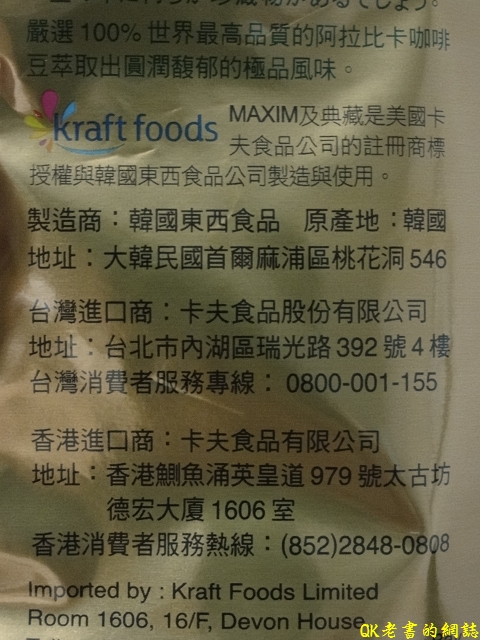 嚴選 100% 世界最高品質的阿拉比卡咖啡
豆萃取出圓潤馥郁的極品風味。
kraft foods MAXIM及典藏是美國卡
夫食品公司的註冊商標
授權與韓國東西食品公司製造與使用。
製造商：韓國東西食品 原產地：韓國
地址：大韓民國首爾麻浦區桃花洞 546
台灣進口商：卡夫食品股份有限公司
地址：台北市內湖區瑞光路 392 號 4 樓
台灣消費者服務專線： 0800-001-155
香港進口商：卡夫食品有限公司
地址：香港鰂魚涌英皇道 979 號太古坊
德宏大廈 1606 室
香港消費者服務熱線：(852)2848-0808
Imported by : Kraft Foods Limited
Room 1606, 16/F, Devon House,
QK老書的網誌